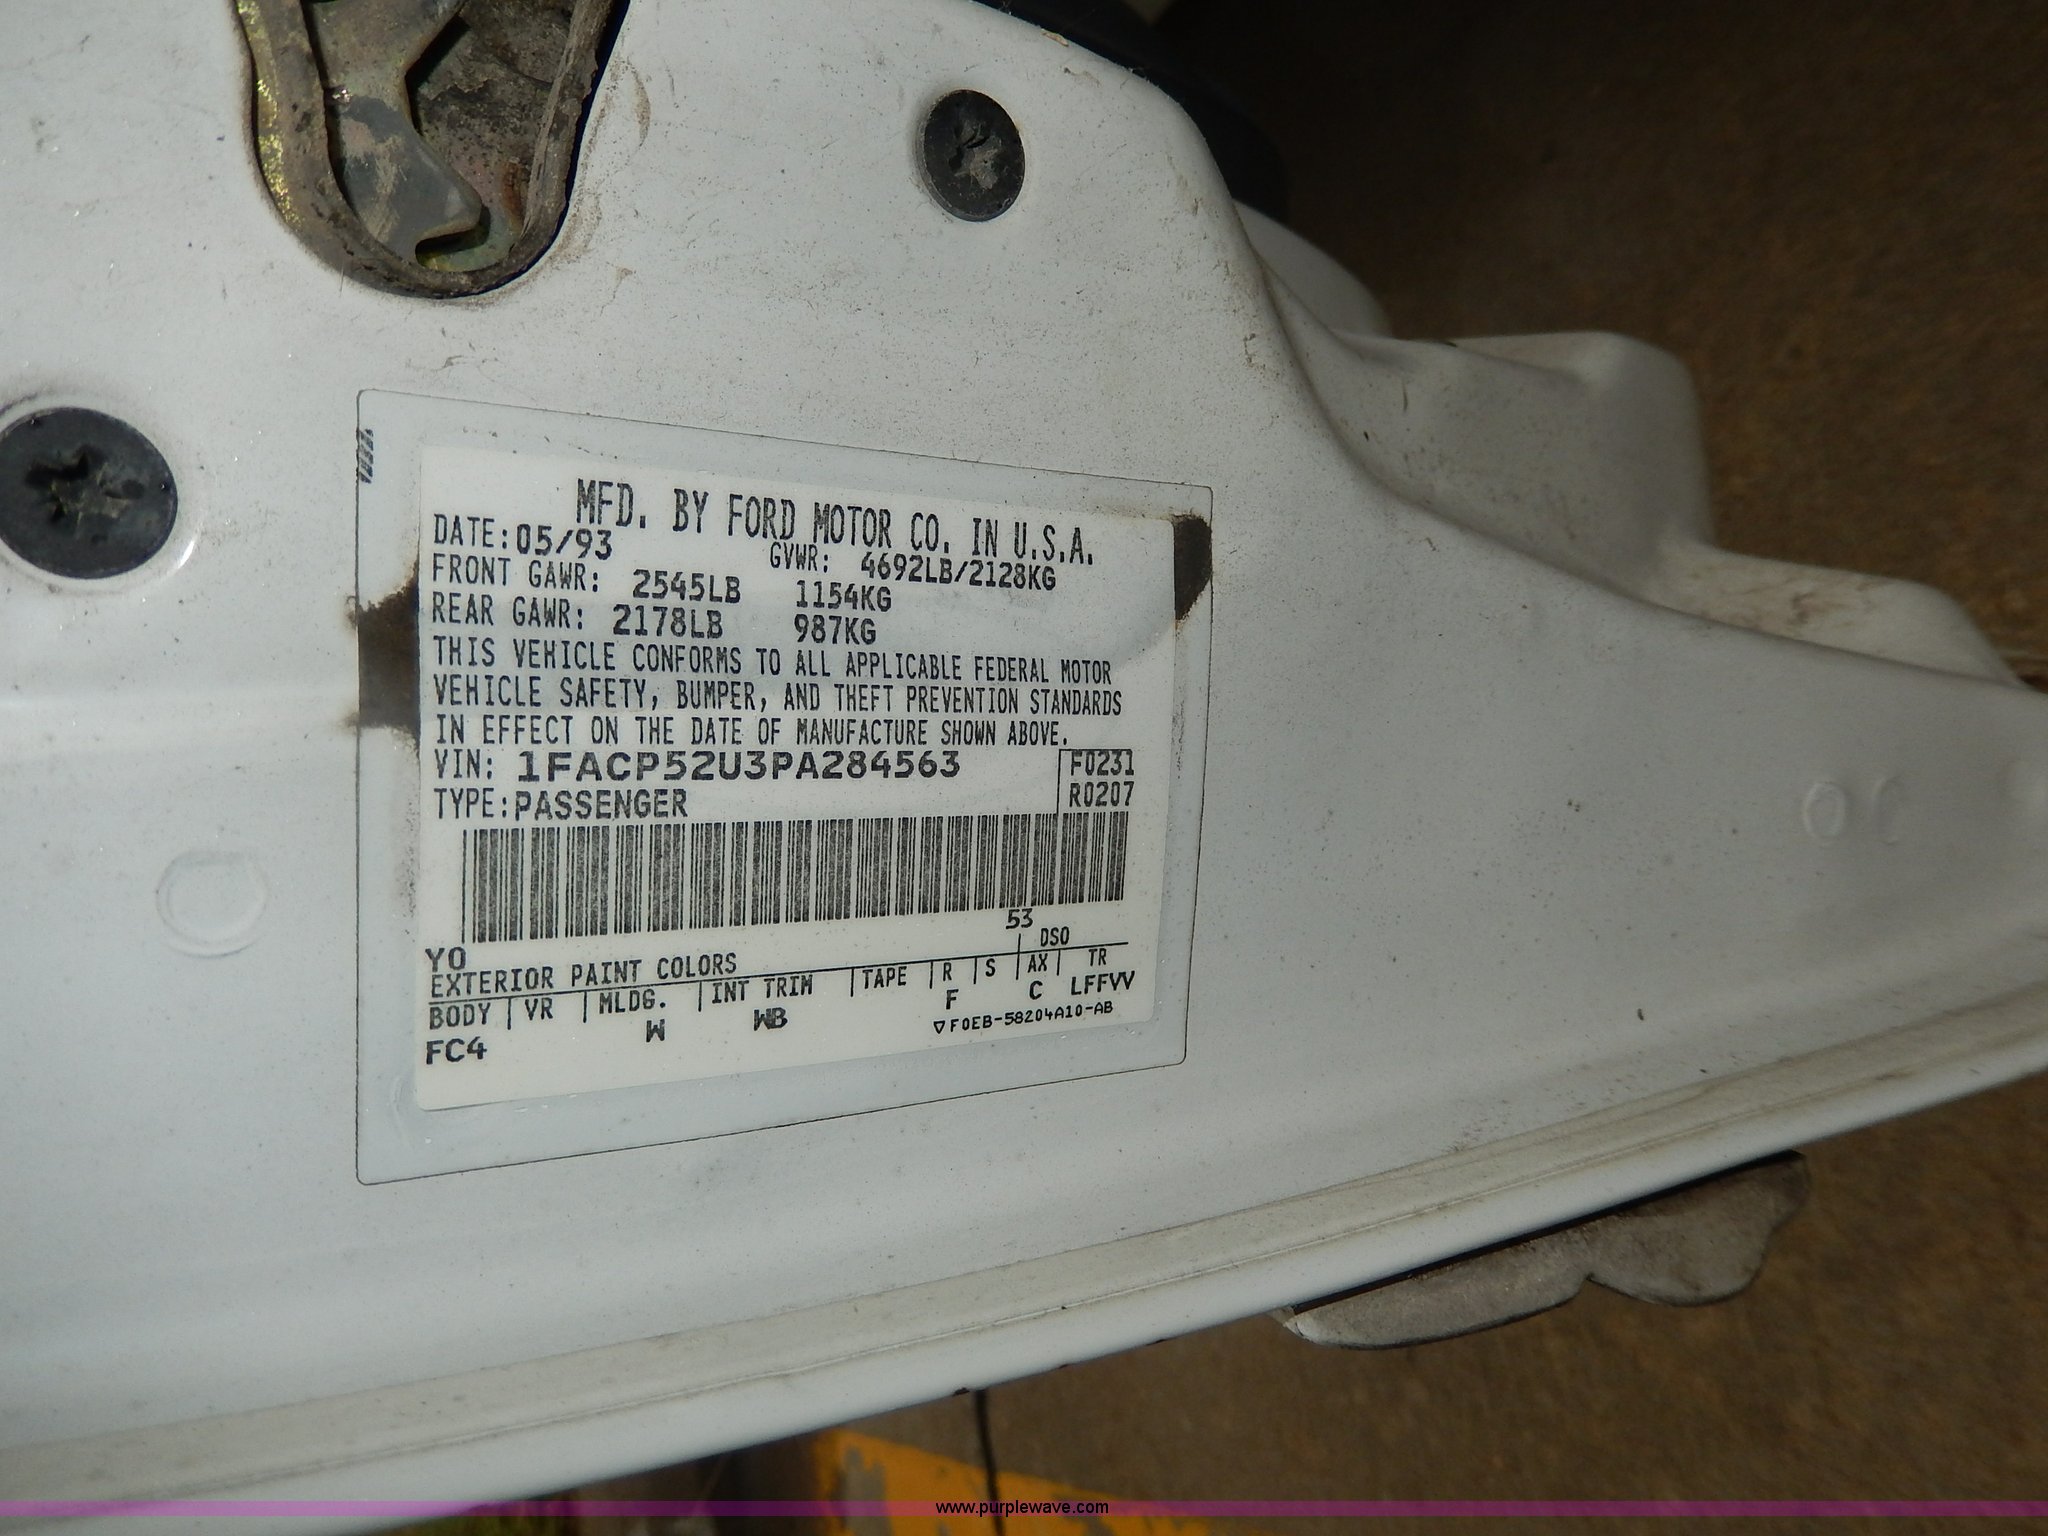 MFD. BY FORD MOTOR CO. IN U.S.A.
DATE: 05/93 GVWR: 4692LB/2128KG
FRONT GAWR: 2545LB 1154KG
REAR GAWR: 2178LB 987KG
THIS VEHICLE CONFORMS TO ALL APPLICABLE FEDERAL MOTOR
VEHICLE SAFETY, BUMPER, AND THEFT PREVENTION STANDARDS
IN EFFECT ON THE DATE OF MANUFACTURE SHOWN ABOVE.
VIN: 1FACP52U3PA284563 F0231
TYPE: PASSENGER R0207
53
YO DSO
EXTERIOR PAINT COLORS
BODY VR MLDG. INT TRIM TAPE R S AX TR
FC4 W WB F C LFFVV
▽F0EB-58204A10-AB
www.purplewave.com